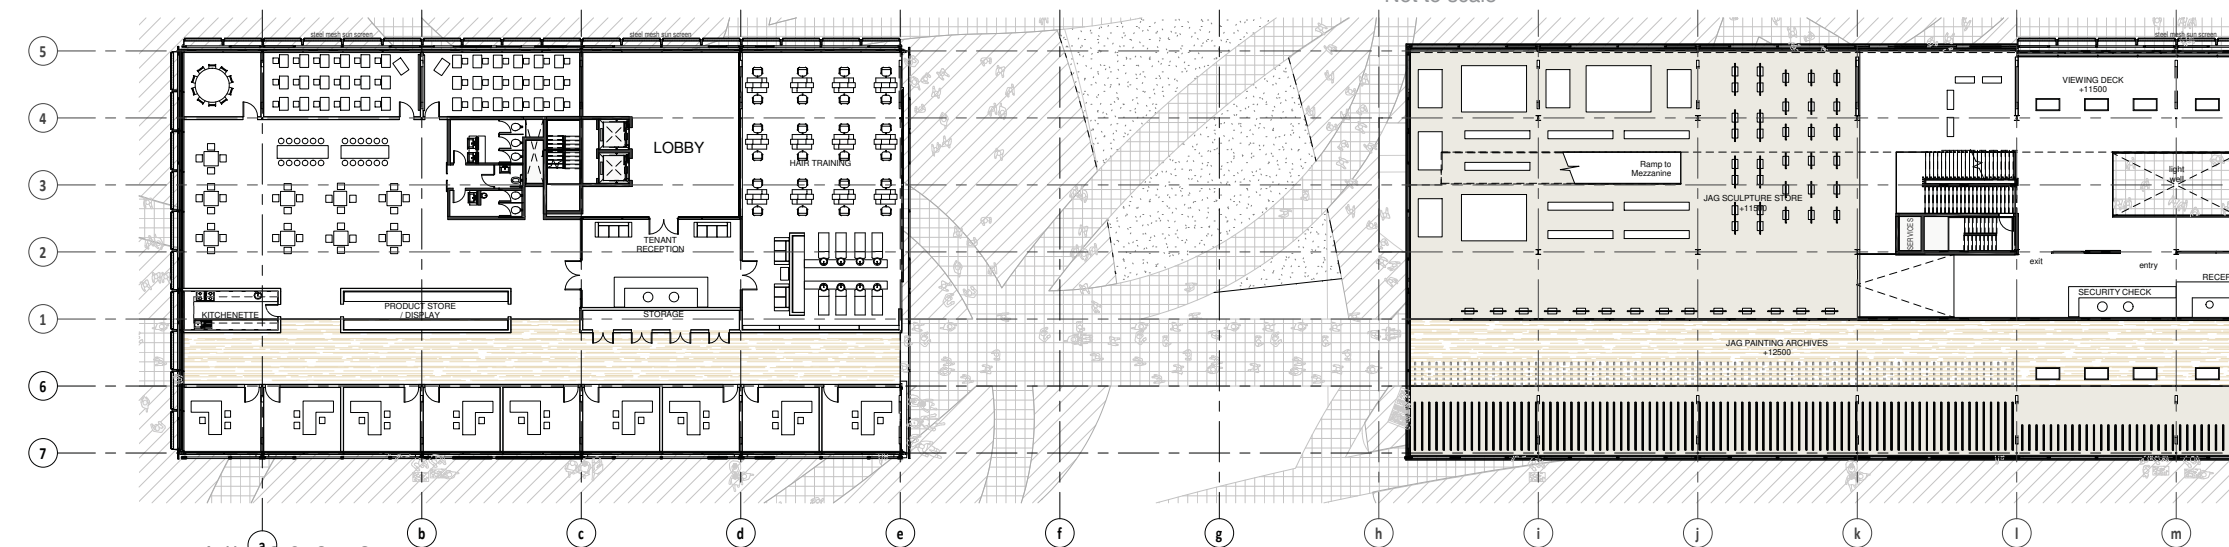 Not to scale
steel mesh sun screen
steel mesh sun screen
steel mesh sun screen
5
4
3
2
1
6
7
VIEWING DECK
+11500
LOBBY
HAIR TRAINING
Ramp to
Mezzanine
light
well
JAG SCULPTURE STORE
TENANT
RECEPTION
SERVICES
exit
entry
SECURITY CHECK
PRODUCT STORE
/ DISPLAY
KITCHENETTE
STORAGE
JAG PAINTING ARCHIVES
+12500
a
b
c
d
e
f
g
h
i
j
k
l
m